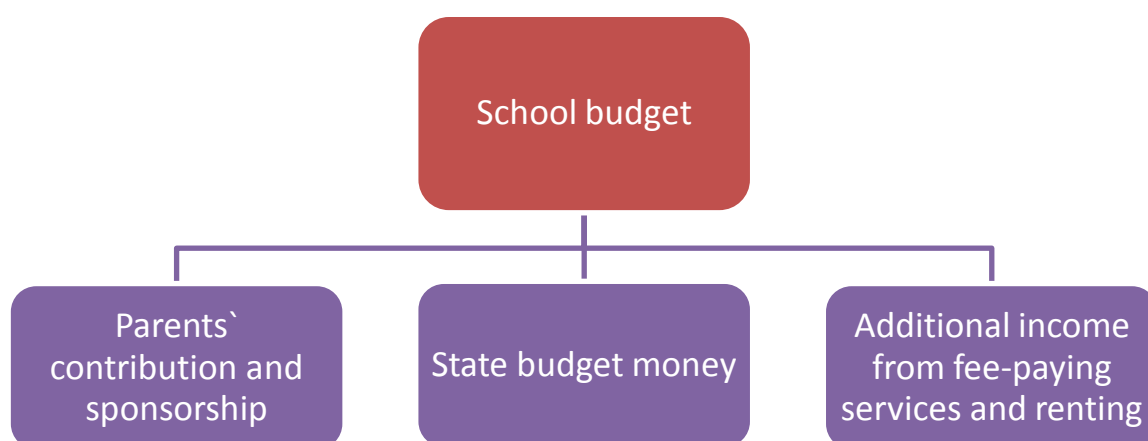 School budget
Parents`
contribution and
sponsorship
State budget money
Additional income
from fee-paying
services and renting